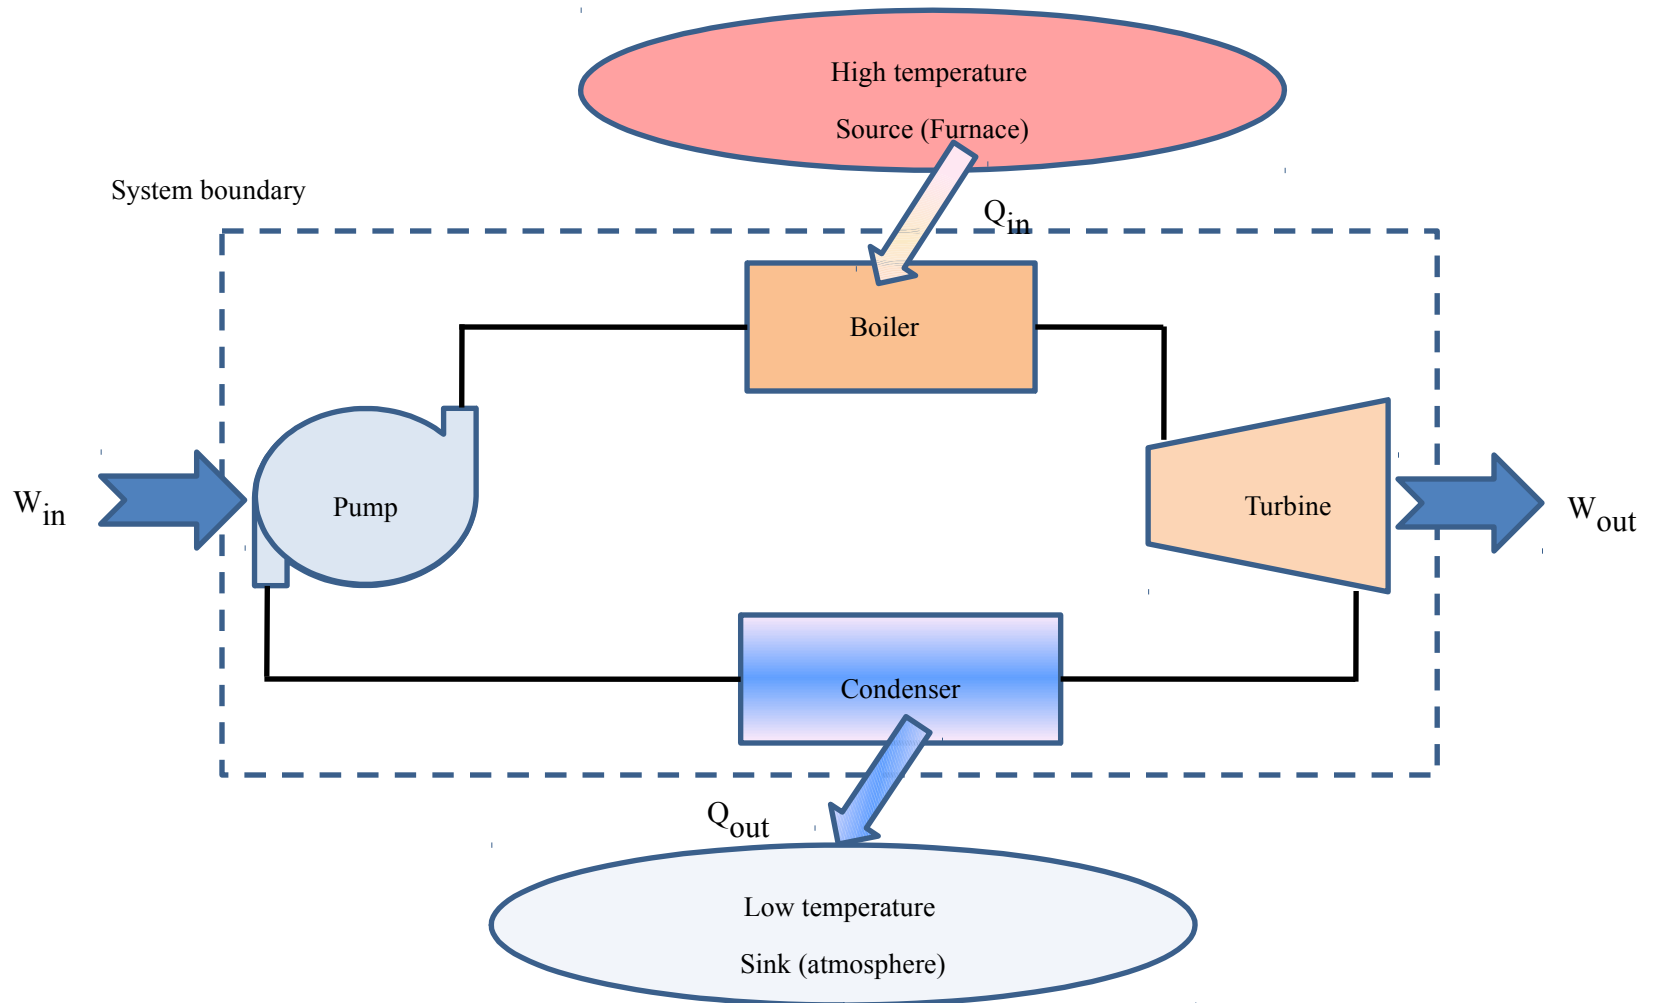 High temperature
Source (Furnace)
System boundary
Qin
Boiler
Win
Pump
Turbine
Wout
Condenser
Qout
Low temperature
Sink (atmosphere)